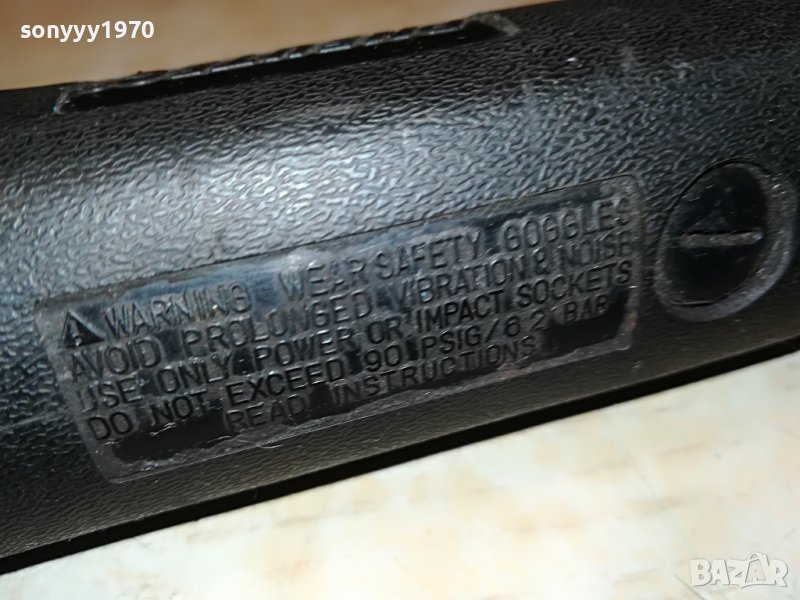 sonyyy1970
WARNING WEAR SAFETY GOGGLES
AVOID PROLONGED VIBRATION & NOISE
USE ONLY POWER OR IMPACT SOCKETS
DO NOT EXCEED 90 PSIG/6.2 BAR
READ INSTRUCTIONS
BAZAR